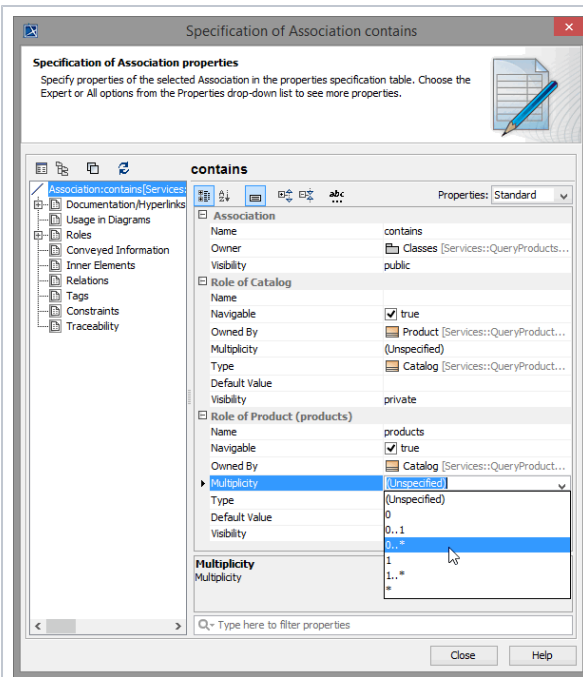 Specification of Association contains
Specification of Association properties
Specify properties of the selected Association in the properties specification table. Choose the
Expert or All options from the Properties drop-down list to see more properties.
contains
Association:contains[Services:
Documentation/Hyperlinks
Usage in Diagrams
Roles
Conveyed Information
Inner Elements
Relations
Tags
Constraints
Traceability
Properties: Standard
Association
Name contains
Owner Classes [Services::QueryProducts...
Visibility public
Role of Catalog
Name
Navigable true
Owned By Product [Services::QueryProduct...
Multiplicity (Unspecified)
Type Catalog [Services::QueryProduct...
Default Value
Visibility private
Role of Product (products)
Name products
Navigable true
Owned By Catalog [Services::QueryProduct...
Multiplicity (Unspecified)
Type (Unspecified)
Default Value 0
Visibility 0..1
0..*
1
1..*
*
Multiplicity
Multiplicity
Type here to filter properties
Close Help